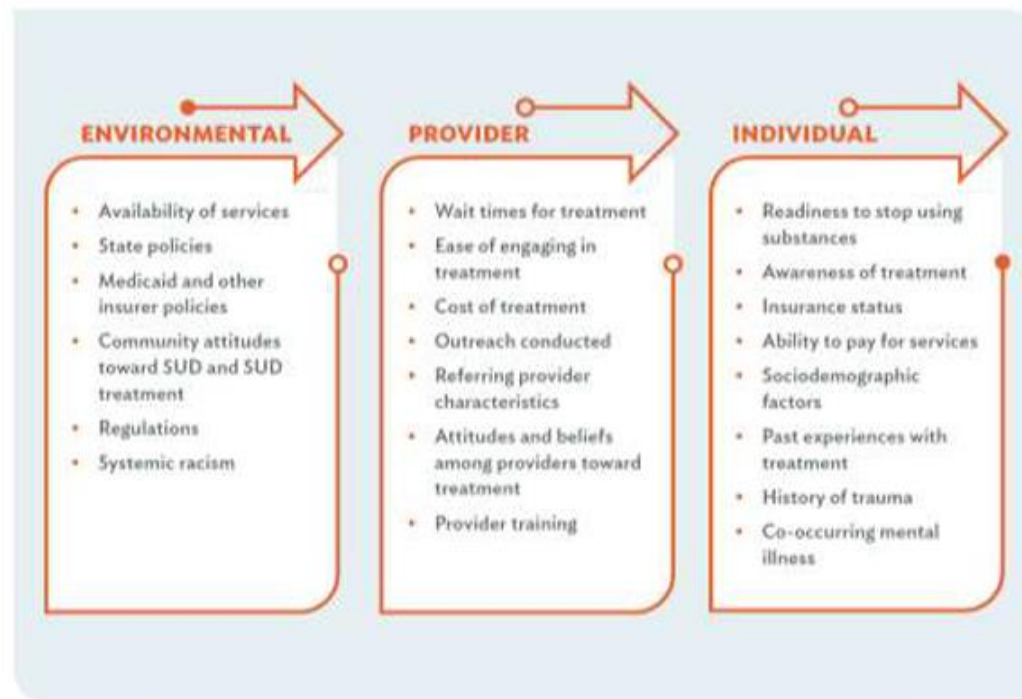 ENVIRONMENTAL
• Availability of services
• State policies
• Medicaid and other
insurer policies
• Community attitudes
toward SUD and SUD
treatment
• Regulations
• Systemic racism
PROVIDER
• Wait times for treatment
• Ease of engaging in
treatment
• Cost of treatment
• Outreach conducted
• Referring provider
characteristics
• Attitudes and beliefs
among providers toward
treatment
• Provider training
INDIVIDUAL
• Readiness to stop using
substances
• Awareness of treatment
• Insurance status
• Ability to pay for services
• Sociodemographic
factors
• Past experiences with
treatment
• History of trauma
• Co-occurring mental
illness